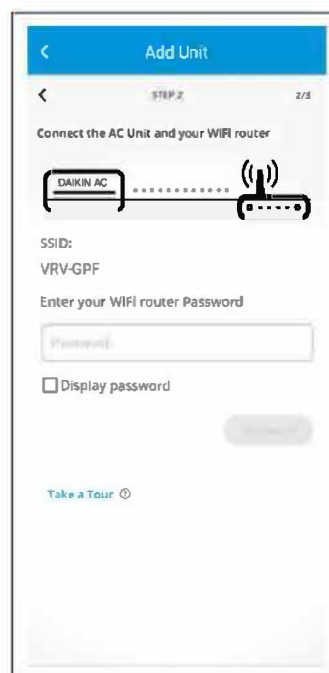 Add Unit
STEP 2 2/3
Connect the AC Unit and your WiFi router
DAIKIN AC
SSID:
VRV-GPF
Enter your WiFi router Password
Password
Display password
Take a Tour